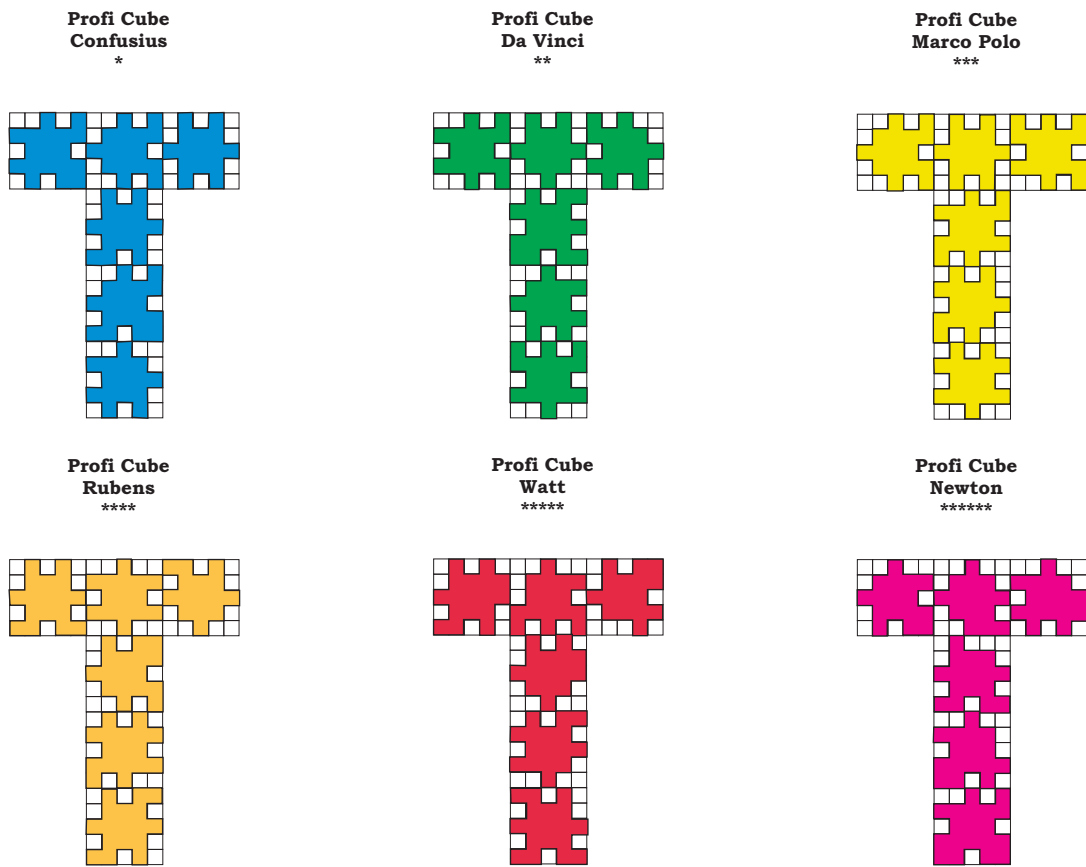 Profi Cube
Confusius
*
Profi Cube
Da Vinci
**
Profi Cube
Marco Polo
***
Profi Cube
Rubens
****
Profi Cube
Watt
*****
Profi Cube
Newton
******